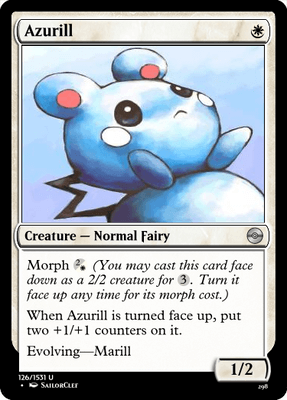 Azurill
Creature — Normal Fairy
Morph (You may cast this card face
down as a 2/2 creature for 3. Turn it
face up any time for its morph cost.)
When Azurill is turned face up, put
two +1/+1 counters on it.
Evolving—Marill
1/2
126/1531 U
• SailorClef
298